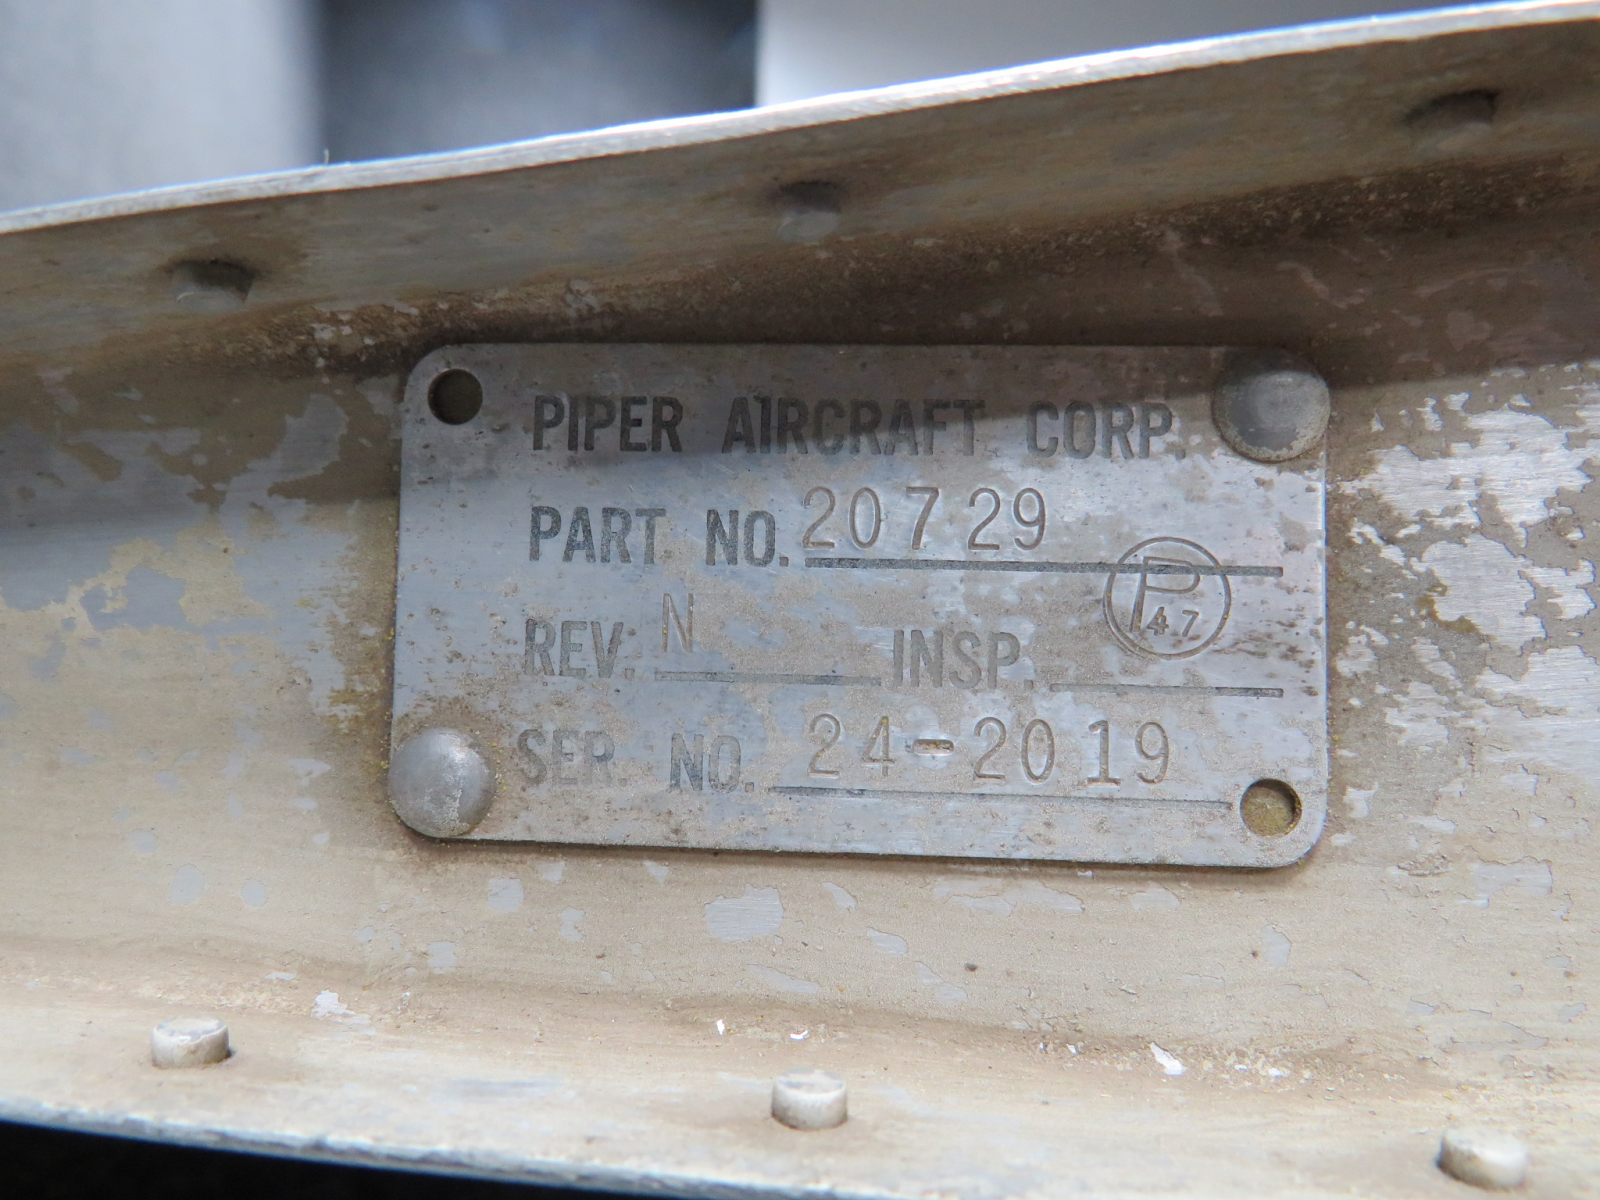 PIPER AIRCRAFT CORP.
PART NO. 20729
P 47
REV. N INSP.
SER. NO. 24-2019